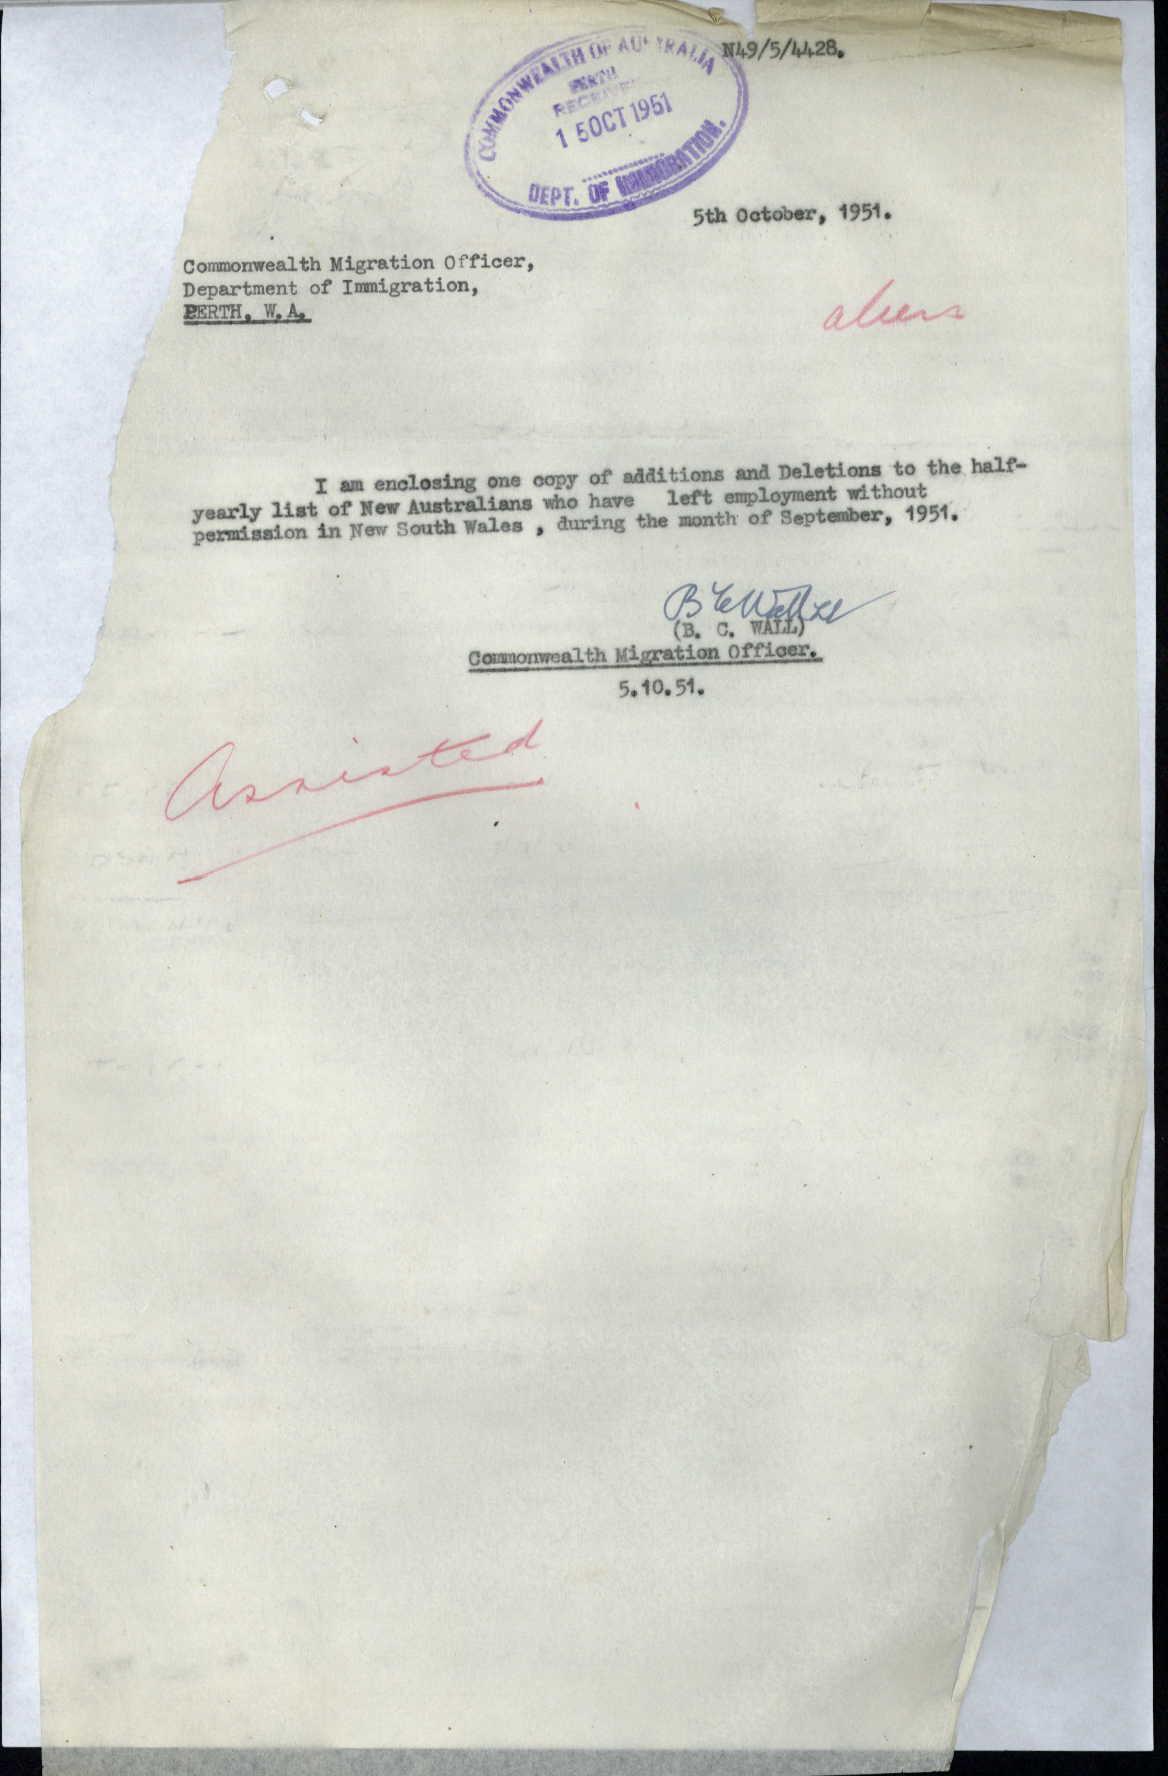 N49/5/4428.
COMMONWEALTH OF AUSTRALIA
PERTH
RECEIVED
15 OCT 1951
DEPT. OF IMMIGRATION.
5th October, 1951.
Commonwealth Migration Officer,
Department of Immigration,
PERTH. W.A.
I am enclosing one copy of additions and Deletions to the half-
yearly list of New Australians who have left employment without
permission in New South Wales , during the month of September, 1951.
(B. C. WALL)
Commonwealth Migration Officer.
5.10.51.
Assisted